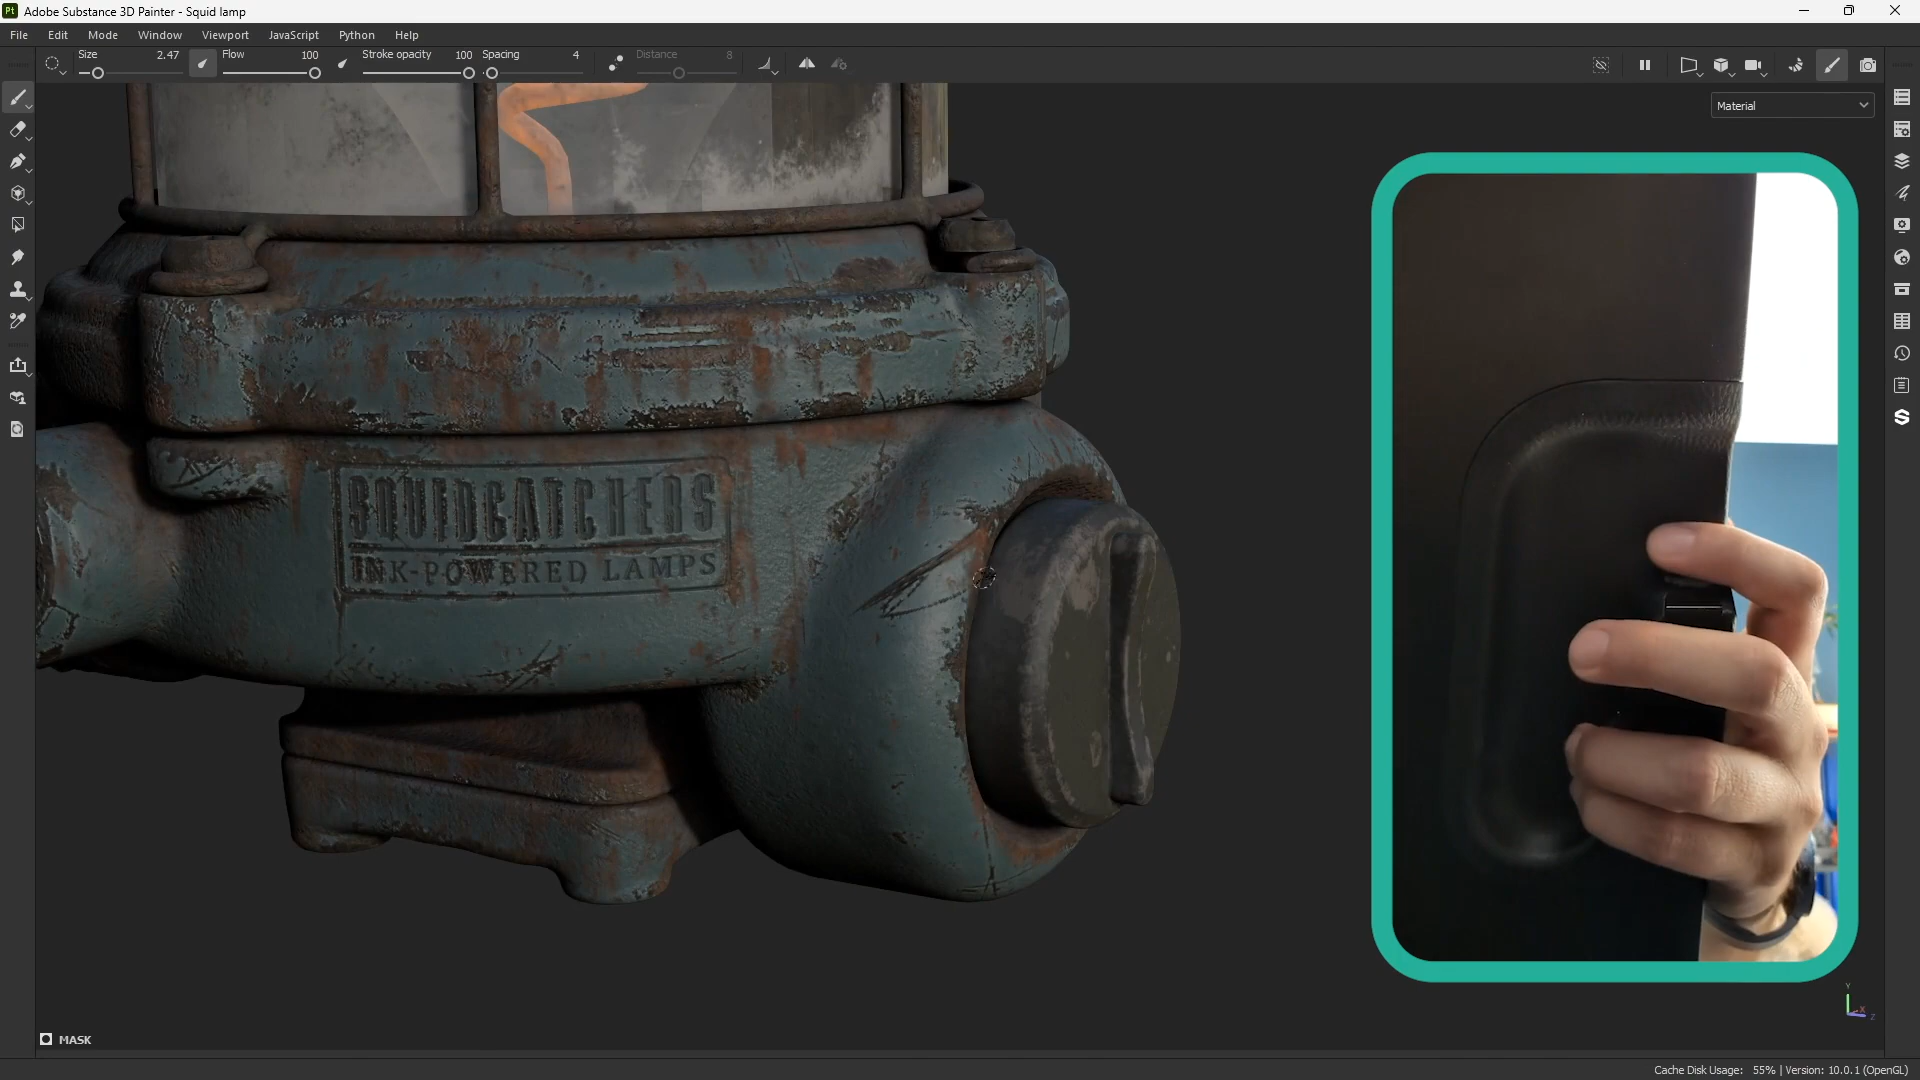 Pt Adobe Substance 3D Painter - Squid lamp
File Edit Mode Window Viewport JavaScript Python Help
Size 2.47 Flow 100 Stroke opacity 100 Spacing 4 Distance 8
Material
SQUIDCATCHERS
INK-POWERED LAMPS
Y
X
Z
MASK
Cache Disk Usage: 55% | Version: 10.0.1 (OpenGL)